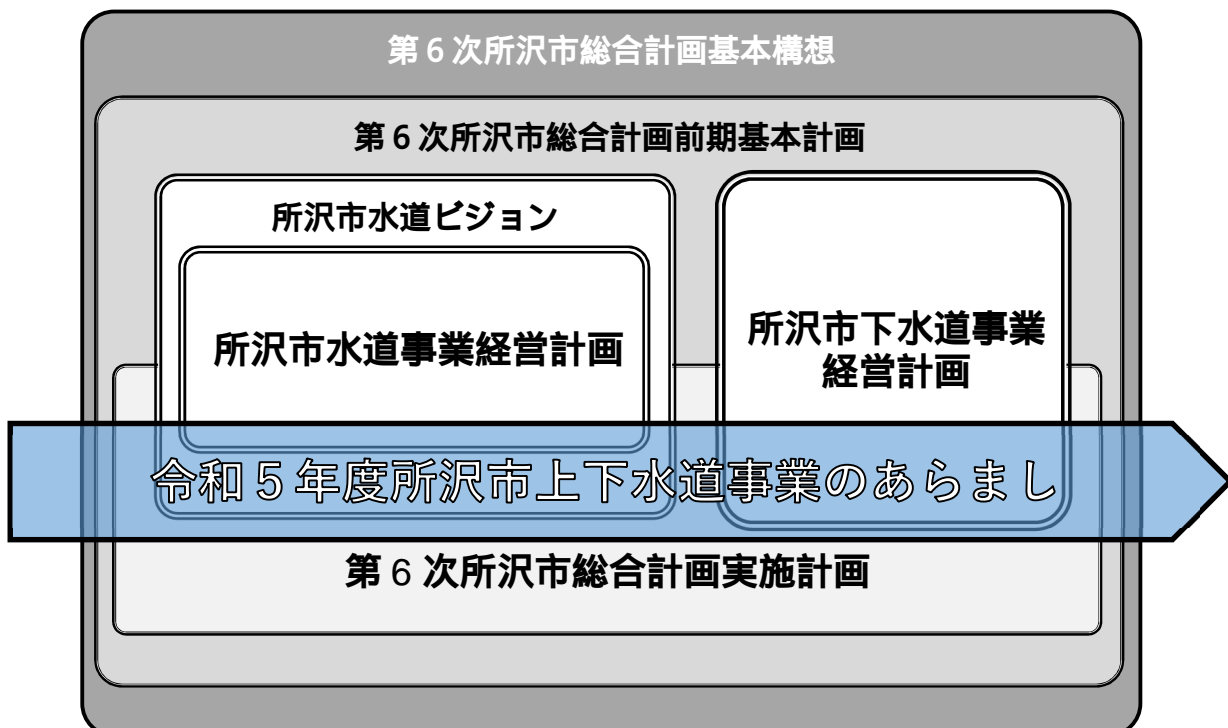 第６次所沢市総合計画基本構想
第６次所沢市総合計画前期基本計画
所沢市水道ビジョン
所沢市水道事業経営計画
所沢市下水道事業
経営計画
令和５年度所沢市上下水道事業のあらまし
第６次所沢市総合計画実施計画